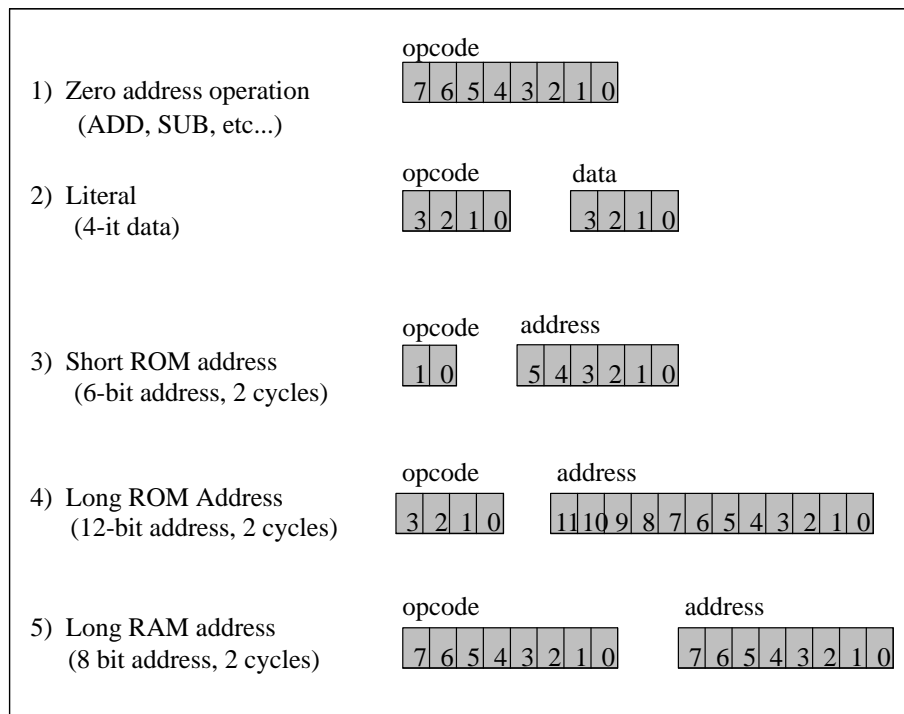 opcode
7 6 5 4 3 2 1 0
1) Zero address operation
(ADD, SUB, etc...)
opcode data
2) Literal
3 2 1 0 3 2 1 0
(4-it data)
opcode address
3) Short ROM address
1 0 5 4 3 2 1 0
(6-bit address, 2 cycles)
opcode address
4) Long ROM Address
3 2 1 0 11 10 9 8 7 6 5 4 3 2 1 0
(12-bit address, 2 cycles)
opcode address
5) Long RAM address
7 6 5 4 3 2 1 0 7 6 5 4 3 2 1 0
(8 bit address, 2 cycles)